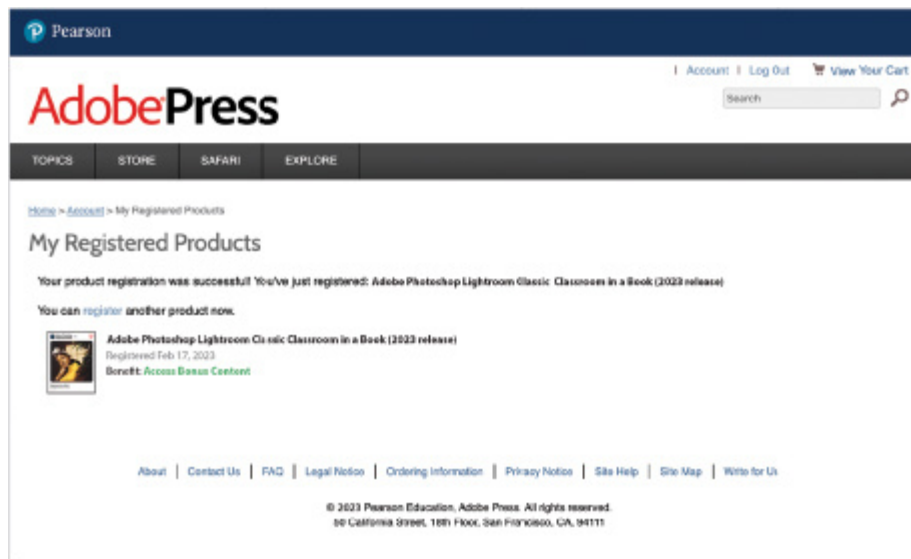 Pearson
Account | Log Out View Your Cart
AdobePress
Search
TOPICS STORE SAFARI EXPLORE
Home > Account > My Registered Products
My Registered Products
Your product registration was successful! You've just registered: Adobe Photoshop Lightroom Classic Classroom in a Book (2023 release)
You can register another product now.
Adobe Photoshop Lightroom Classic Classroom in a Book (2023 release)
Registered Feb 17, 2023
Benefit: Access Bonus Content
About | Contact Us | FAQ | Legal Notice | Ordering Information | Privacy Notice | Site Help | Site Map | Write for Us
© 2023 Pearson Education, Adobe Press. All rights reserved.
50 California Street, 18th Floor, San Francisco, CA, 94111